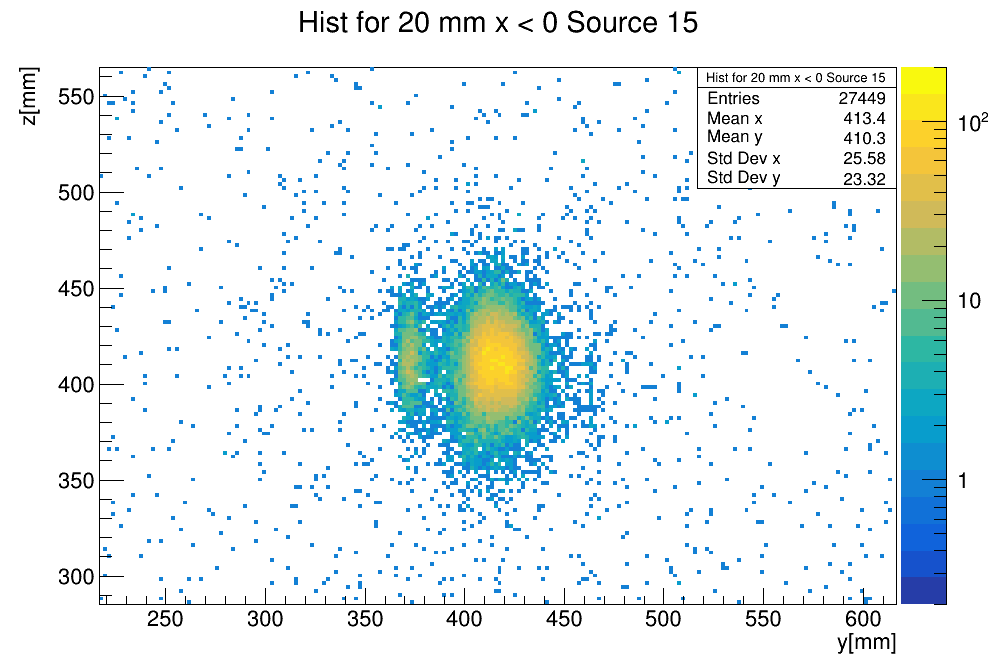 Hist for 20 mm x < 0 Source 15
z[mm]
Hist for 20 mm x < 0 Source 15
Entries 27449
Mean x 413.4
Mean y 410.3
Std Dev x 25.58
Std Dev y 23.32
550
500
450
400
350
300
250 300 350 400 450 500 550 600
y[mm]
10²
10
1